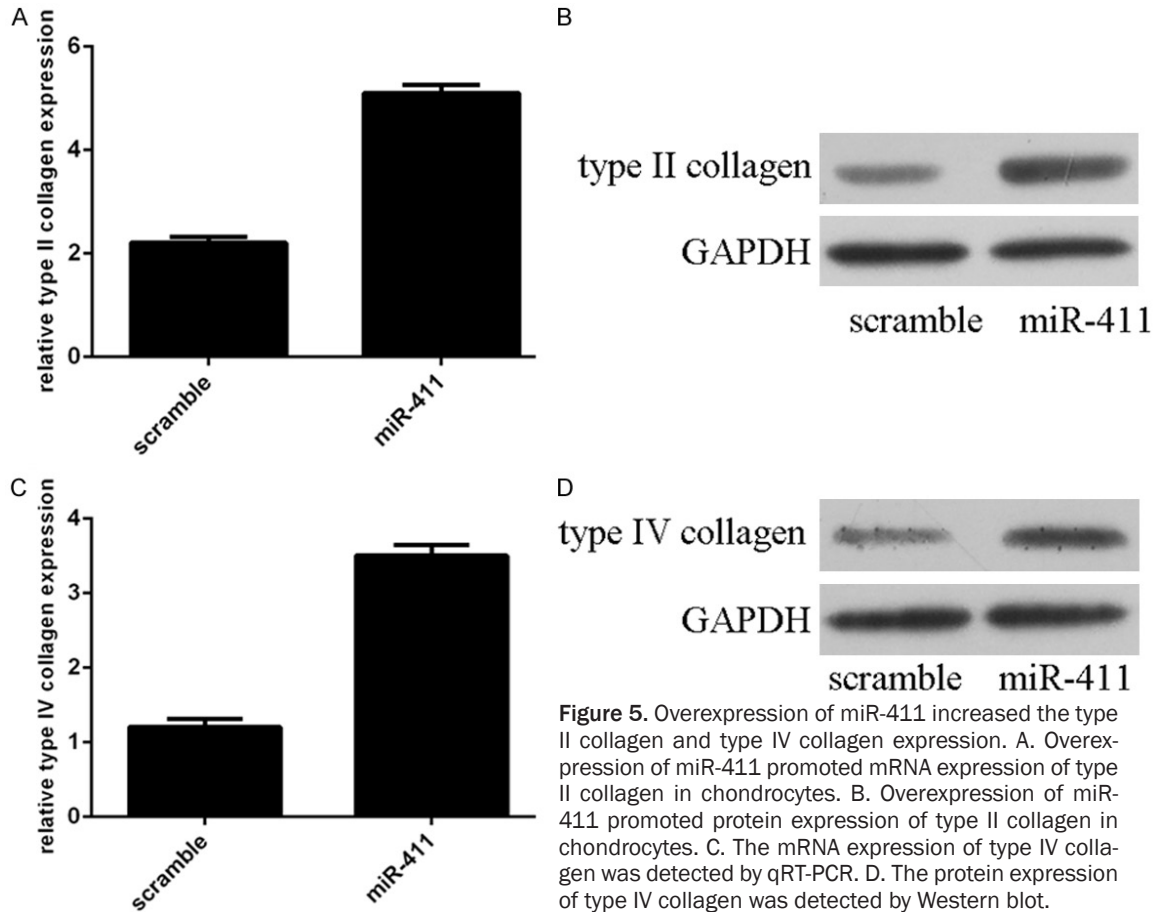 A
relative type II collagen expression
6
4
2
0
scramble
miR-411
B
type II collagen
GAPDH
scramble miR-411
C
relative type IV collagen expression
4
3
2
1
0
scramble
miR-411
D
type IV collagen
GAPDH
scramble miR-411
Figure 5. Overexpression of miR-411 increased the type
II collagen and type IV collagen expression. A. Overex-
pression of miR-411 promoted mRNA expression of type
II collagen in chondrocytes. B. Overexpression of miR-
411 promoted protein expression of type II collagen in
chondrocytes. C. The mRNA expression of type IV colla-
gen was detected by qRT-PCR. D. The protein expression
of type IV collagen was detected by Western blot.